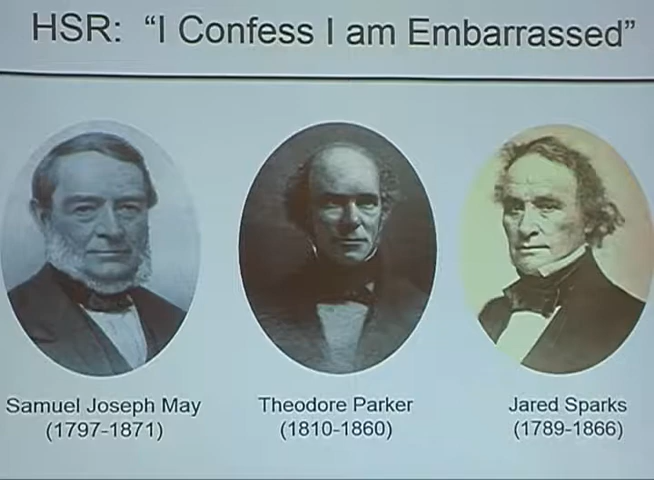 HSR: “I Confess I am Embarrassed”
Samuel Joseph May
(1797-1871)
Theodore Parker
(1810-1860)
Jared Sparks
(1789-1866)